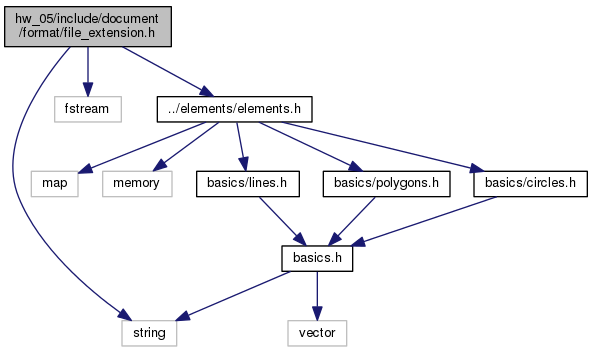 hw_05/include/document
/format/file_extension.h
fstream
../elements/elements.h
map
memory
basics/lines.h
basics/polygons.h
basics/circles.h
basics.h
string
vector